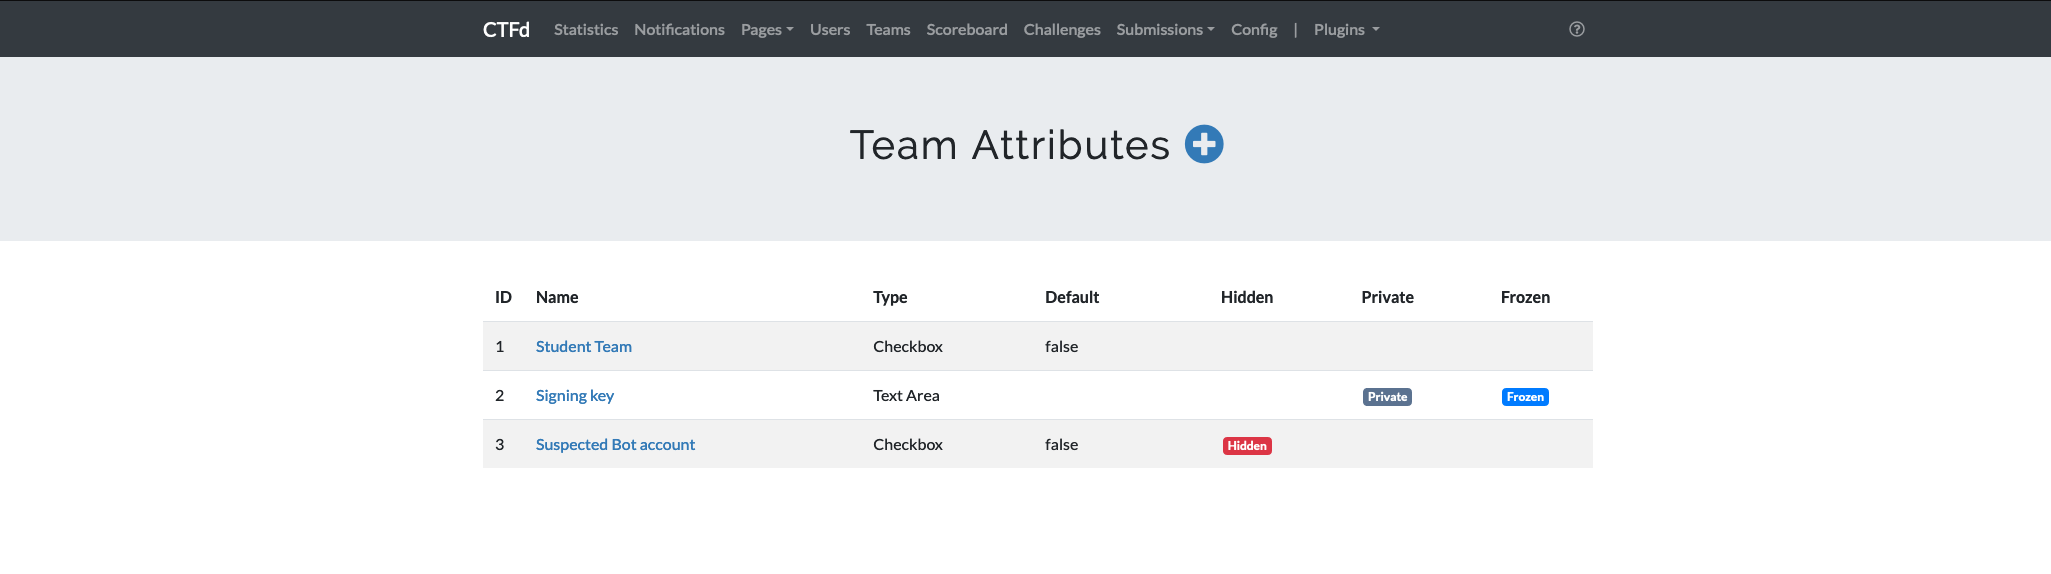 CTFd Statistics Notifications Pages Users Teams Scoreboard Challenges Submissions Config | Plugins
Team Attributes
ID Name Type Default Hidden Private Frozen
1 Student Team Checkbox false
2 Signing key Text Area Private Frozen
3 Suspected Bot account Checkbox false Hidden